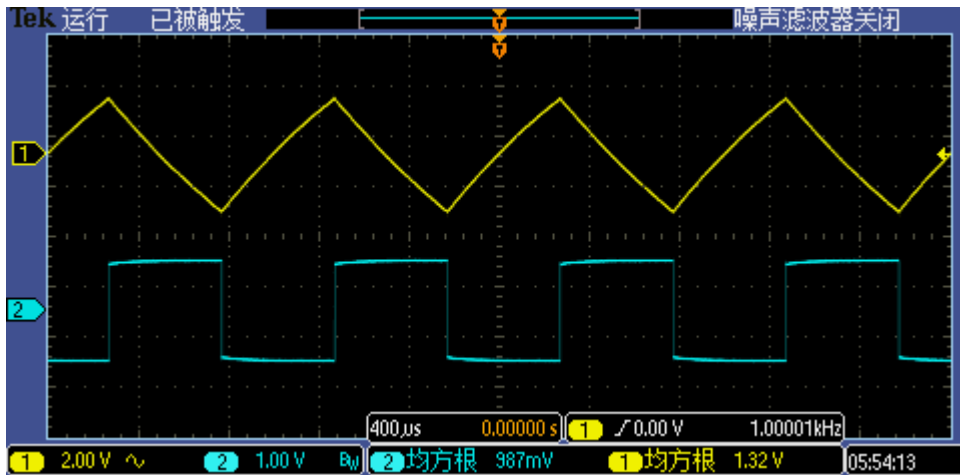 Tek 运行 已被触发 噪声滤波器关闭
T
T
1
2
400μs 0.00000 s 1 0.00 V 1.00001kHz
1 2.00 V 2 1.00 V Bw 2 均方根 987mV 1 均方根 1.32 V 05:54:13